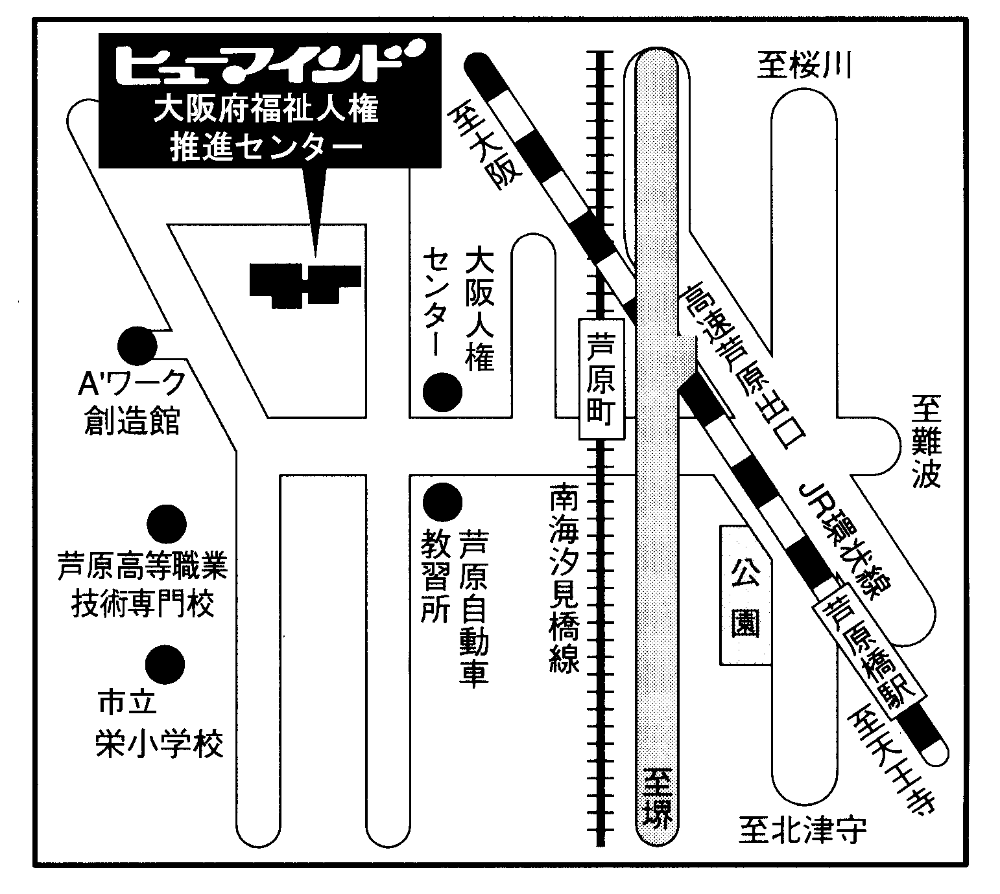 ヒューマインド
大阪府福祉人権
推進センター
至桜川
至大阪
大阪人権
センター
高速芦原出口
芦原町
A'ワーク
創造館
至難波
JR環状線
南海汐見橋線
芦原自動車
教習所
公園
芦原高等職業
技術専門校
芦原橋駅
市立
栄小学校
至天王寺
至堺
至北津守